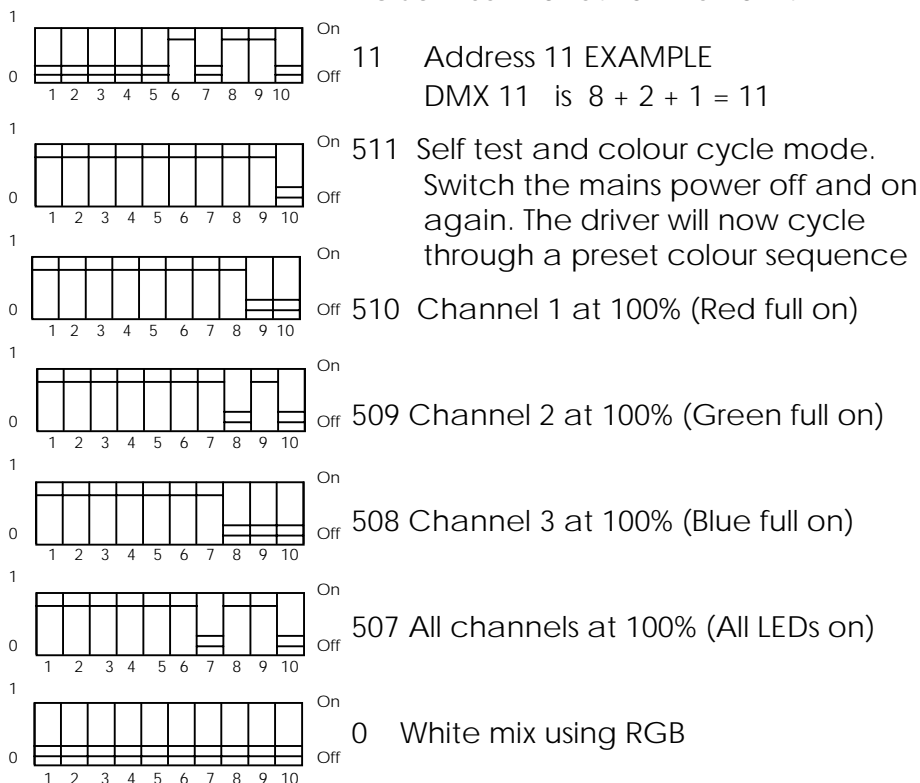 1
On
11 Address 11 EXAMPLE
0
Off
DMX 11 is 8 + 2 + 1 = 11
1 2 3 4 5 6 7 8 9 10
1
On
511 Self test and colour cycle mode.
Switch the mains power off and on
0
Off
again. The driver will now cycle
1 2 3 4 5 6 7 8 9 10
through a preset colour sequence
1
On
0
Off
510 Channel 1 at 100% (Red full on)
1 2 3 4 5 6 7 8 9 10
1
On
0
Off
509 Channel 2 at 100% (Green full on)
1 2 3 4 5 6 7 8 9 10
1
On
0
Off
508 Channel 3 at 100% (Blue full on)
1 2 3 4 5 6 7 8 9 10
1
On
0
Off
507 All channels at 100% (All LEDs on)
1 2 3 4 5 6 7 8 9 10
1
On
0 White mix using RGB
0
Off
1 2 3 4 5 6 7 8 9 10